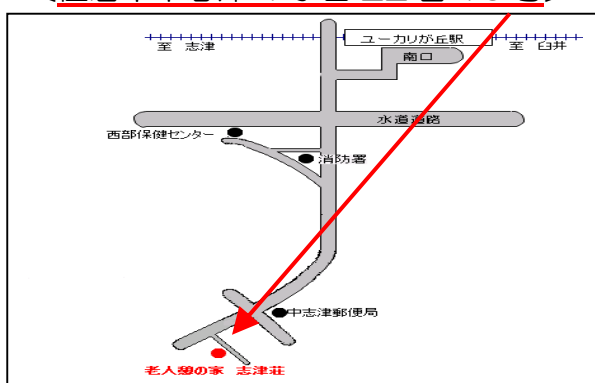 ユーカリが丘駅
至 志津
至 臼井
南口
水道道路
西部保健センター
消防署
中志津郵便局
老人憩の家 志津荘